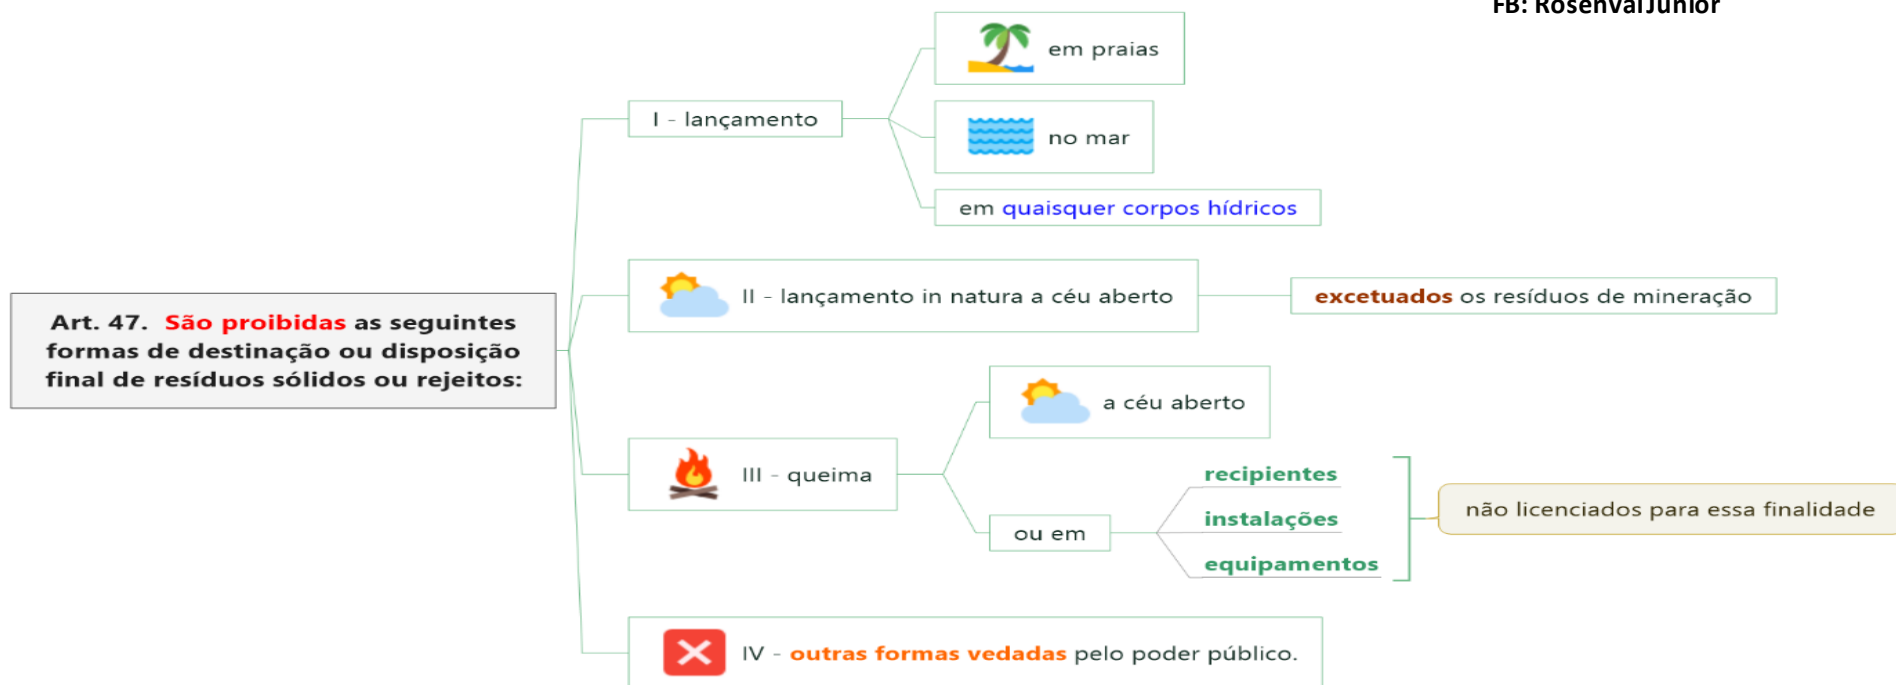 FB: Rosenval Júnior
em praias
I - lançamento
no mar
em quaisquer corpos hídricos
II - lançamento in natura a céu aberto
excetuados os resíduos de mineração
Art. 47. São proibidas as seguintes
formas de destinação ou disposição
final de resíduos sólidos ou rejeitos:
a céu aberto
III - queima
recipientes
ou em
instalações
equipamentos
não licenciados para essa finalidade
IV - outras formas vedadas pelo poder público.